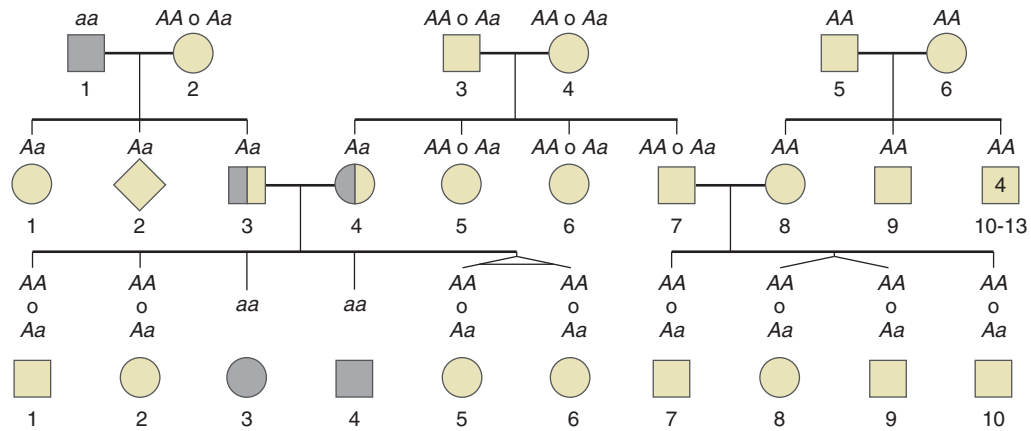 aa AA o Aa AA o Aa AA o Aa AA AA
1 2 3 4 5 6
Aa Aa Aa Aa AA o Aa AA o Aa AA o Aa AA AA AA
4
1 2 3 4 5 6 7 8 9 10-13
AA AA aa aa AA AA AA AA AA AA
o o o o o o o o
Aa Aa Aa Aa Aa Aa Aa Aa
1 2 3 4 5 6 7 8 9 10